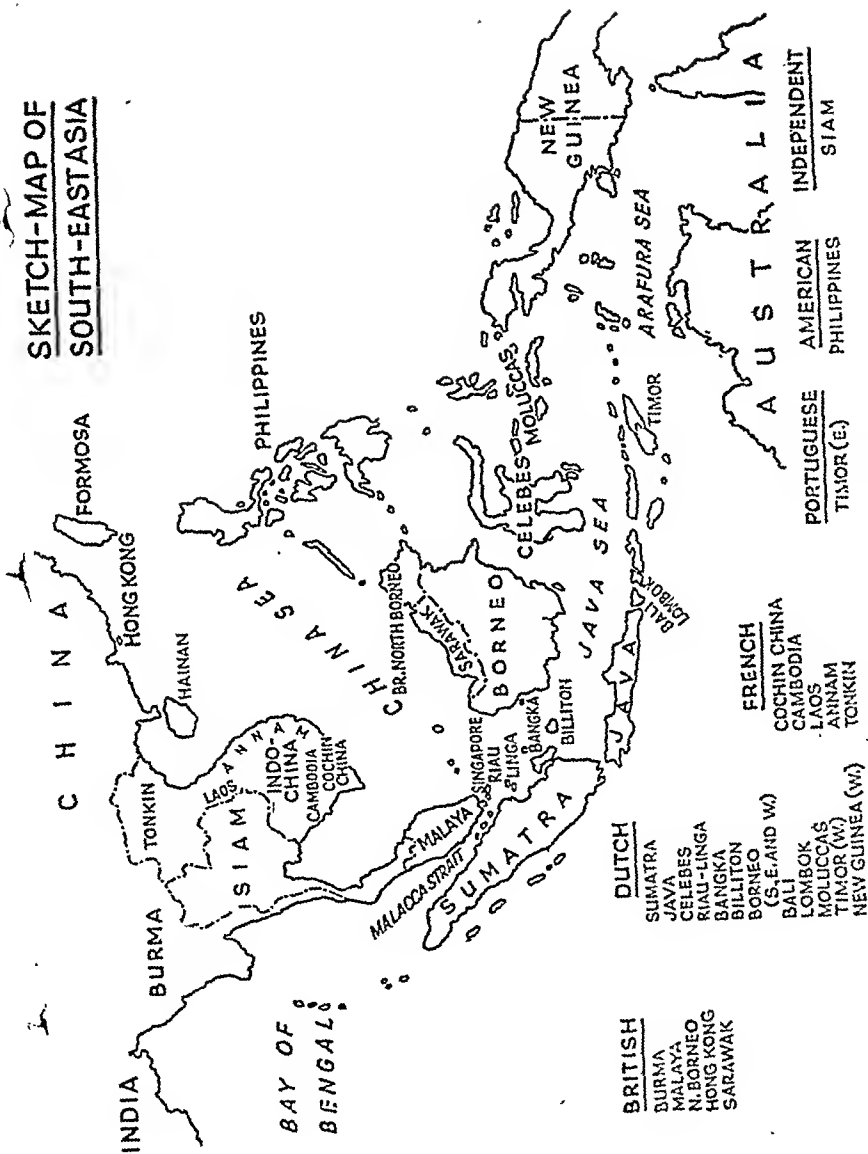 SKETCH-MAP OF
SOUTH-EAST ASIA
CHINA
FORMOSA
HONG KONG
HAINAN
INDIA
BURMA
TONKIN
LAOS
ANNAM
SIAM
INDO-
CHINA
CAMBODIA
COCHIN
CHINA
BAY OF
BENGAL
CHINA SEA
PHILIPPINES
MALACCA STRAIT
MALAYA
SINGAPORE
RIAU
LINGA
BANGKA
BILLITON
SUMATRA
BR. NORTH BORNEO
SARAWAK
BORNEO
CELEBES
MOLUCCAS
NEW
GUINEA
JAVA SEA
JAVA
BALI
LOMBOK
TIMOR
ARAFURA SEA
AUSTRALIA
BRITISH
BURMA
MALAYA
N. BORNEO
HONG KONG
SARAWAK
DUTCH
SUMATRA
JAVA
CELEBES
RIAU-LINGA
BANGKA
BILLITON
BORNEO
(S.E. AND W.)
BALI
LOMBOK
MOLUCCAS
TIMOR (W.)
NEW GUINEA (W.)
FRENCH
COCHIN CHINA
CAMBODIA
LAOS
ANNAM
TONKIN
PORTUGUESE
TIMOR (E.)
AMERICAN
PHILIPPINES
INDEPENDENT
SIAM